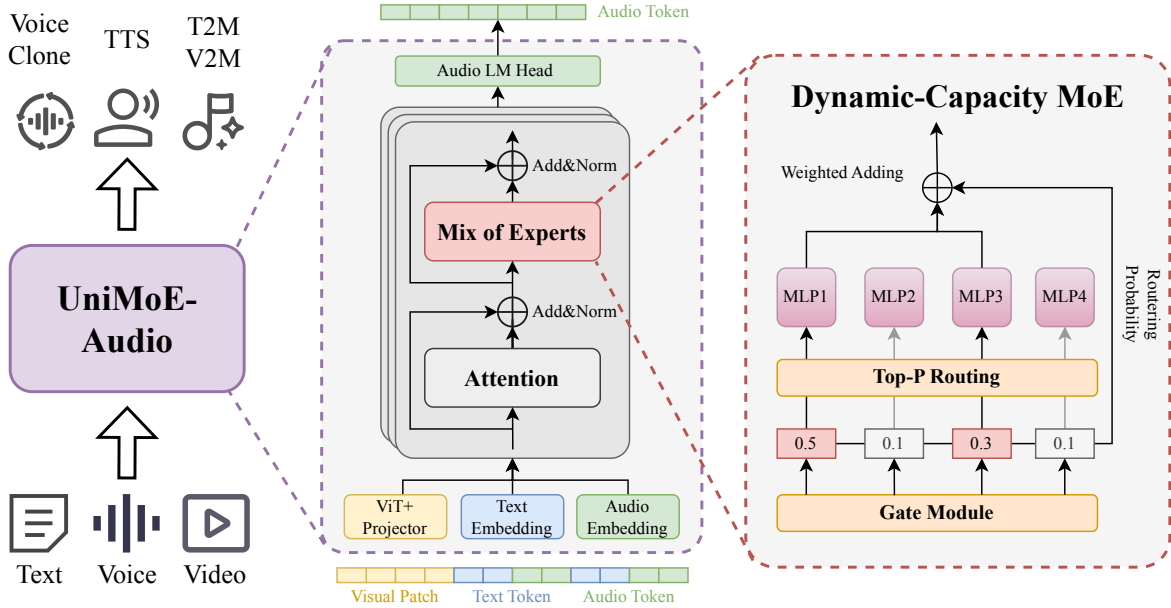 Voice
Clone
TTS
T2M
V2M
UniMoE-
Audio
Text
Voice
Video
Audio Token
Audio LM Head
Add&Norm
Mix of Experts
Add&Norm
Attention
ViT+
Projector
Text
Embedding
Audio
Embedding
Visual Patch
Text Token
Audio Token
Dynamic-Capacity MoE
Weighted Adding
MLP1
MLP2
MLP3
MLP4
Routering
Probability
Top-P Routing
0.5
0.1
0.3
0.1
Gate Module